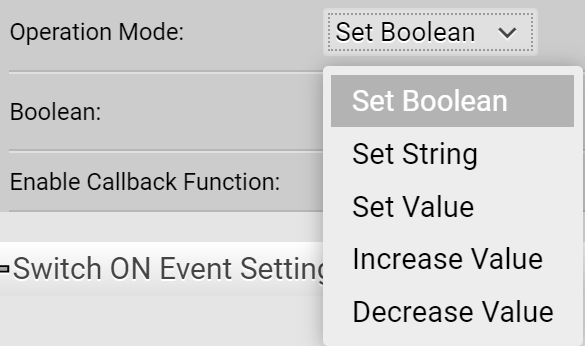 Operation Mode:
Set Boolean
Set Boolean
Boolean:
Set String
Enable Callback Function:
Set Value
Increase Value
Switch ON Event Setting
Decrease Value